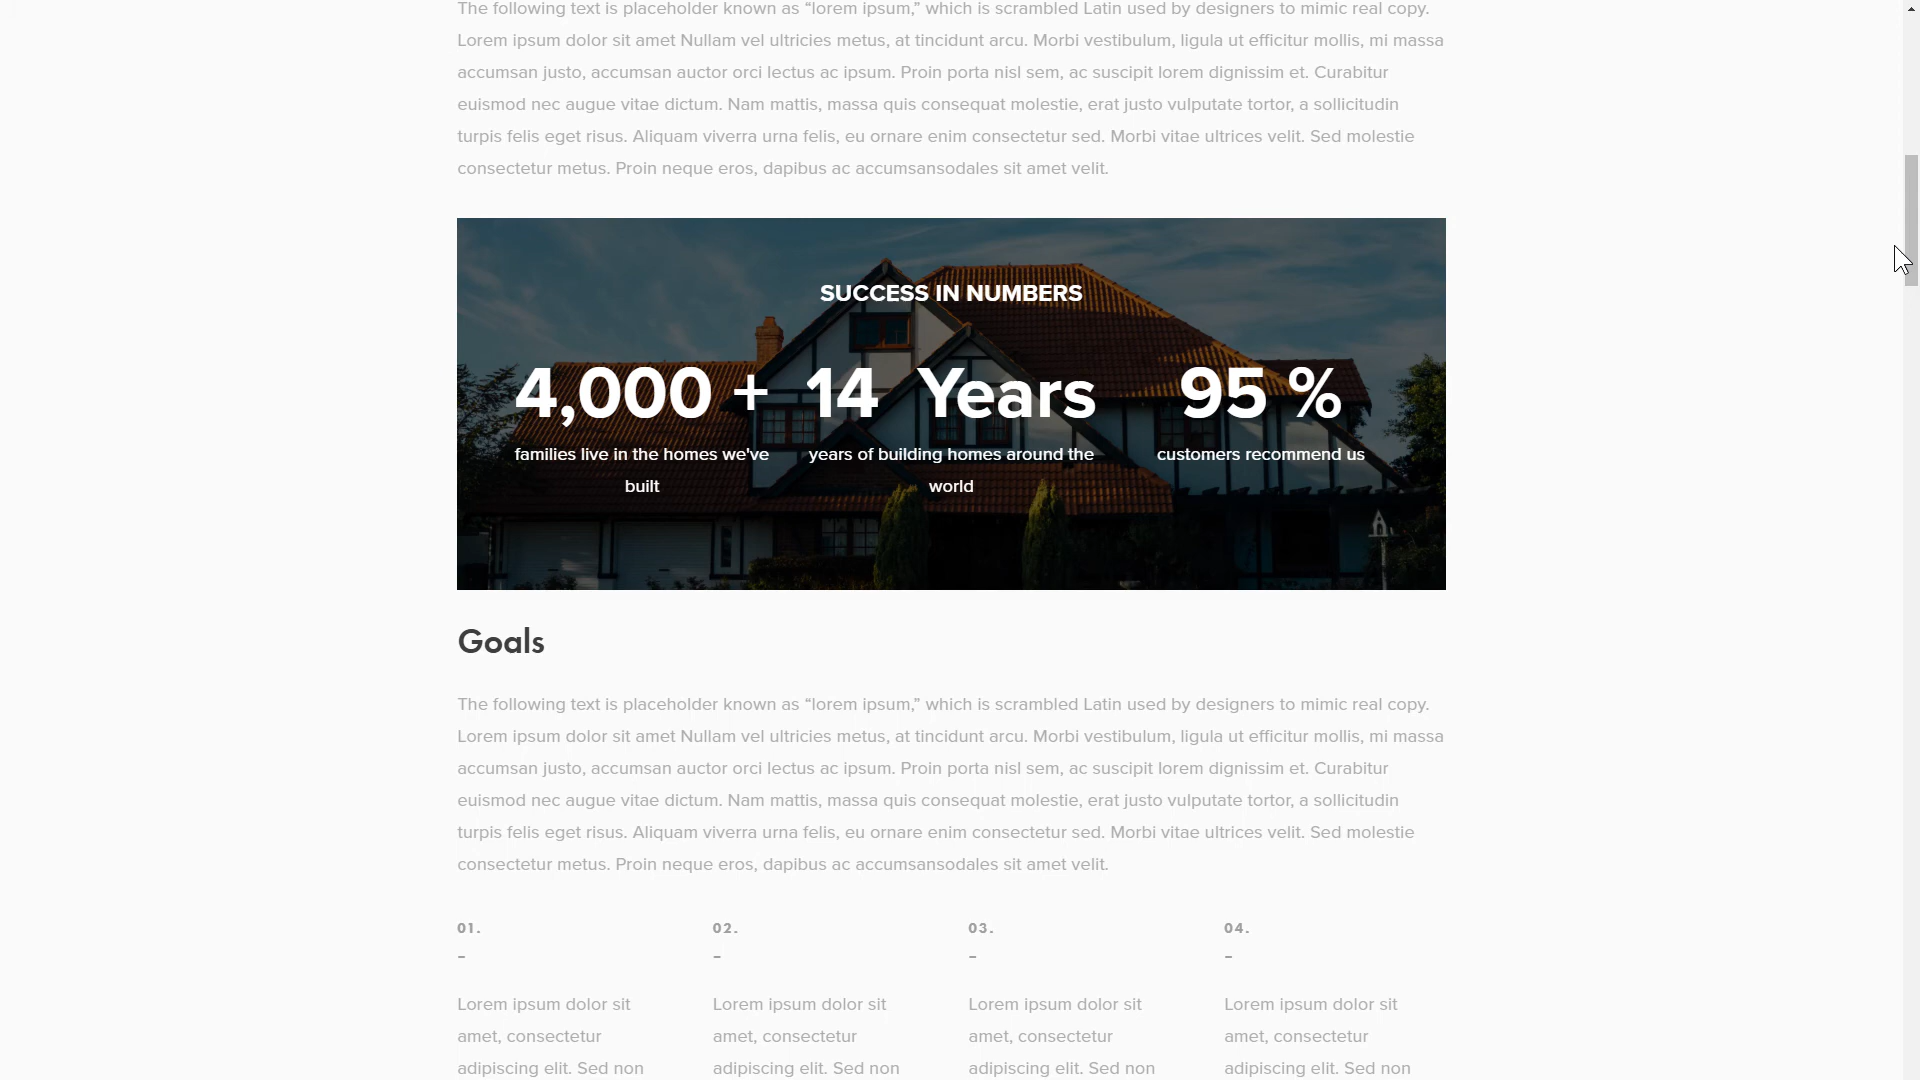 The following text is placeholder known as “lorem ipsum,” which is scrambled Latin used by designers to mimic real copy.
Lorem ipsum dolor sit amet Nullam vel ultricies metus, at tincidunt arcu. Morbi vestibulum, ligula ut efficitur mollis, mi massa
accumsan justo, accumsan auctor orci lectus ac ipsum. Proin porta nisl sem, ac suscipit lorem dignissim et. Curabitur
euismod nec augue vitae dictum. Nam mattis, massa quis consequat molestie, erat justo vulputate tortor, a sollicitudin
turpis felis eget risus. Aliquam viverra urna felis, eu ornare enim consectetur sed. Morbi vitae ultrices velit. Sed molestie
consectetur metus. Proin neque eros, dapibus ac accumsansodales sit amet velit.
SUCCESS IN NUMBERS
4,000 +
families live in the homes we've
built
14 Years
years of building homes around the
world
95 %
customers recommend us
Goals
The following text is placeholder known as “lorem ipsum,” which is scrambled Latin used by designers to mimic real copy.
Lorem ipsum dolor sit amet Nullam vel ultricies metus, at tincidunt arcu. Morbi vestibulum, ligula ut efficitur mollis, mi massa
accumsan justo, accumsan auctor orci lectus ac ipsum. Proin porta nisl sem, ac suscipit lorem dignissim et. Curabitur
euismod nec augue vitae dictum. Nam mattis, massa quis consequat molestie, erat justo vulputate tortor, a sollicitudin
turpis felis eget risus. Aliquam viverra urna felis, eu ornare enim consectetur sed. Morbi vitae ultrices velit. Sed molestie
consectetur metus. Proin neque eros, dapibus ac accumsansodales sit amet velit.
01.
–
Lorem ipsum dolor sit
amet, consectetur
adipiscing elit. Sed non
02.
–
Lorem ipsum dolor sit
amet, consectetur
adipiscing elit. Sed non
03.
–
Lorem ipsum dolor sit
amet, consectetur
adipiscing elit. Sed non
04.
–
Lorem ipsum dolor sit
amet, consectetur
adipiscing elit. Sed non